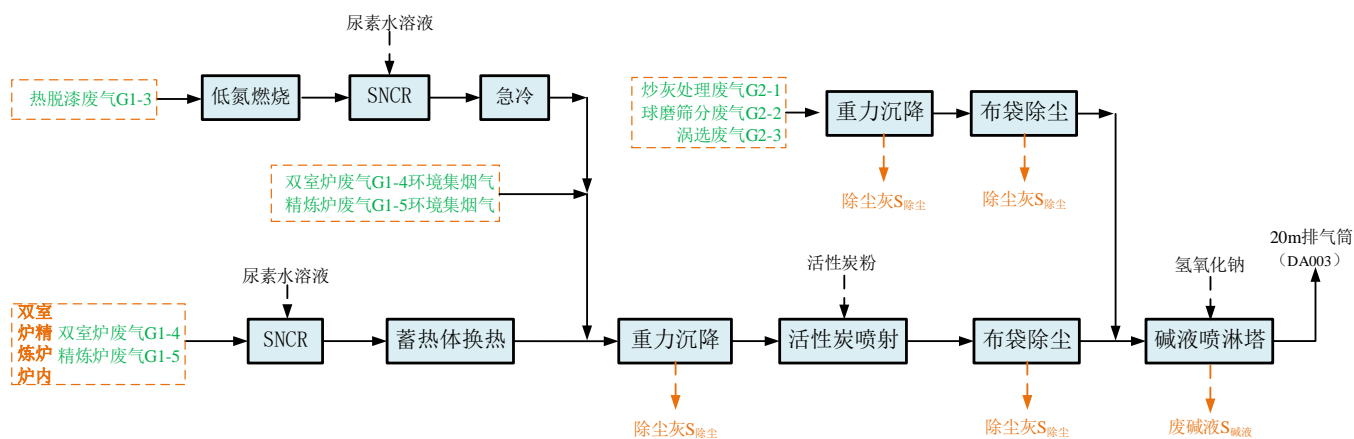 尿素水溶液
热脱漆废气G1-3
低氮燃烧
SNCR
急冷
炒灰处理废气G2-1
球磨筛分废气G2-2
涡选废气G2-3
重力沉降
布袋除尘
除尘灰S除尘
除尘灰S除尘
双室炉废气G1-4环境集烟气
精炼炉废气G1-5环境集烟气
20m排气筒
（DA003）
尿素水溶液
活性炭粉
氢氧化钠
双室
炉精
炼炉
炉内
双室炉废气G1-4
精炼炉废气G1-5
SNCR
蓄热体换热
重力沉降
活性炭喷射
布袋除尘
碱液喷淋塔
除尘灰S除尘
除尘灰S除尘
废碱液S碱液